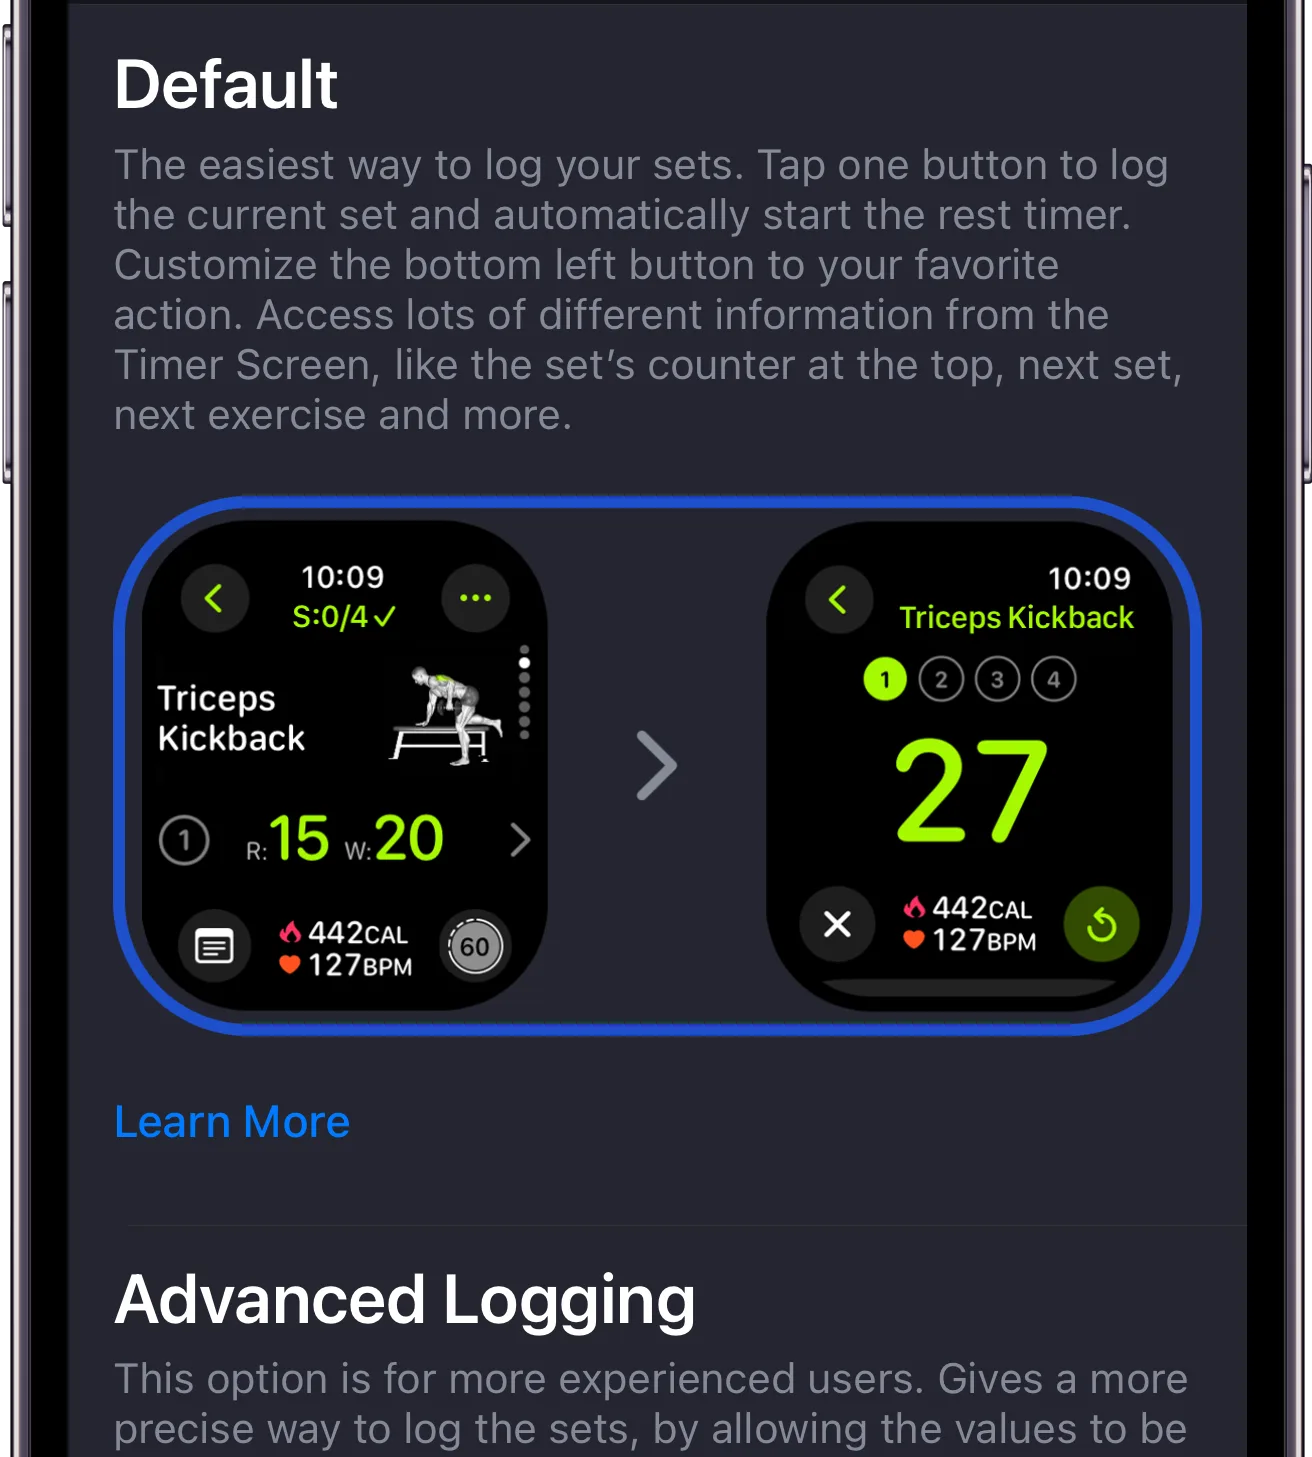 Default
The easiest way to log your sets. Tap one button to log
the current set and automatically start the rest timer.
Customize the bottom left button to your favorite
action. Access lots of different information from the
Timer Screen, like the set’s counter at the top, next set,
next exercise and more.
10:09
S:0/4✓
Triceps
Kickback
1 R:15 W:20
442CAL
127BPM
60
10:09
Triceps Kickback
1 2 3 4
27
442CAL
127BPM
Learn More
Advanced Logging
This option is for more experienced users. Gives a more
precise way to log the sets, by allowing the values to be